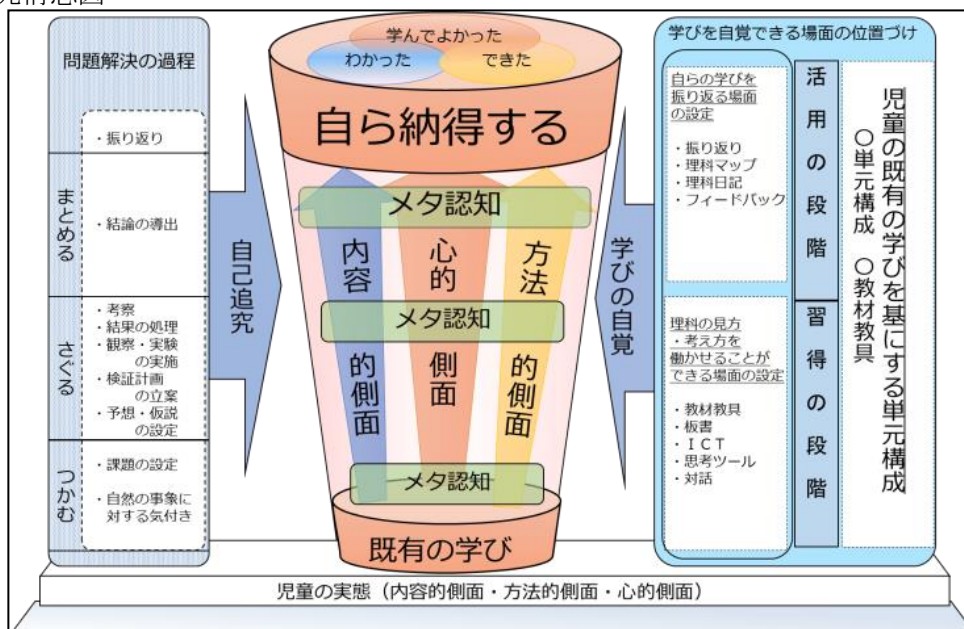 問題解決の過程
・振り返り
まとめる
・結論の導出
さぐる
・考察
・結果の処理
・観察・実験
の実施
・検証計画
の立案
・予想・仮説
の設定
つかむ
・課題の設定
・自然の事象に
対する気付き
自己追究
学んでよかった
わかった
できた
自ら納得する
メタ認知
内容的側面
心的側面
方法的側面
メタ認知
メタ認知
既有の学び
学びの自覚
学びを自覚できる場面の位置づけ
自らの学びを
振り返る場面
の設定
・振り返り
・理科マップ
・理科日記
・フィードバック
活用の段階
理科の見方
・考え方を
働かせることが
できる場面の設定
・教材教具
・板書
・ICT
・思考ツール
・対話
習得の段階
児童の既有の学びを基にする単元構成
○単元構成 ○教材教具
児童の実態（内容的側面・方法的側面・心的側面）